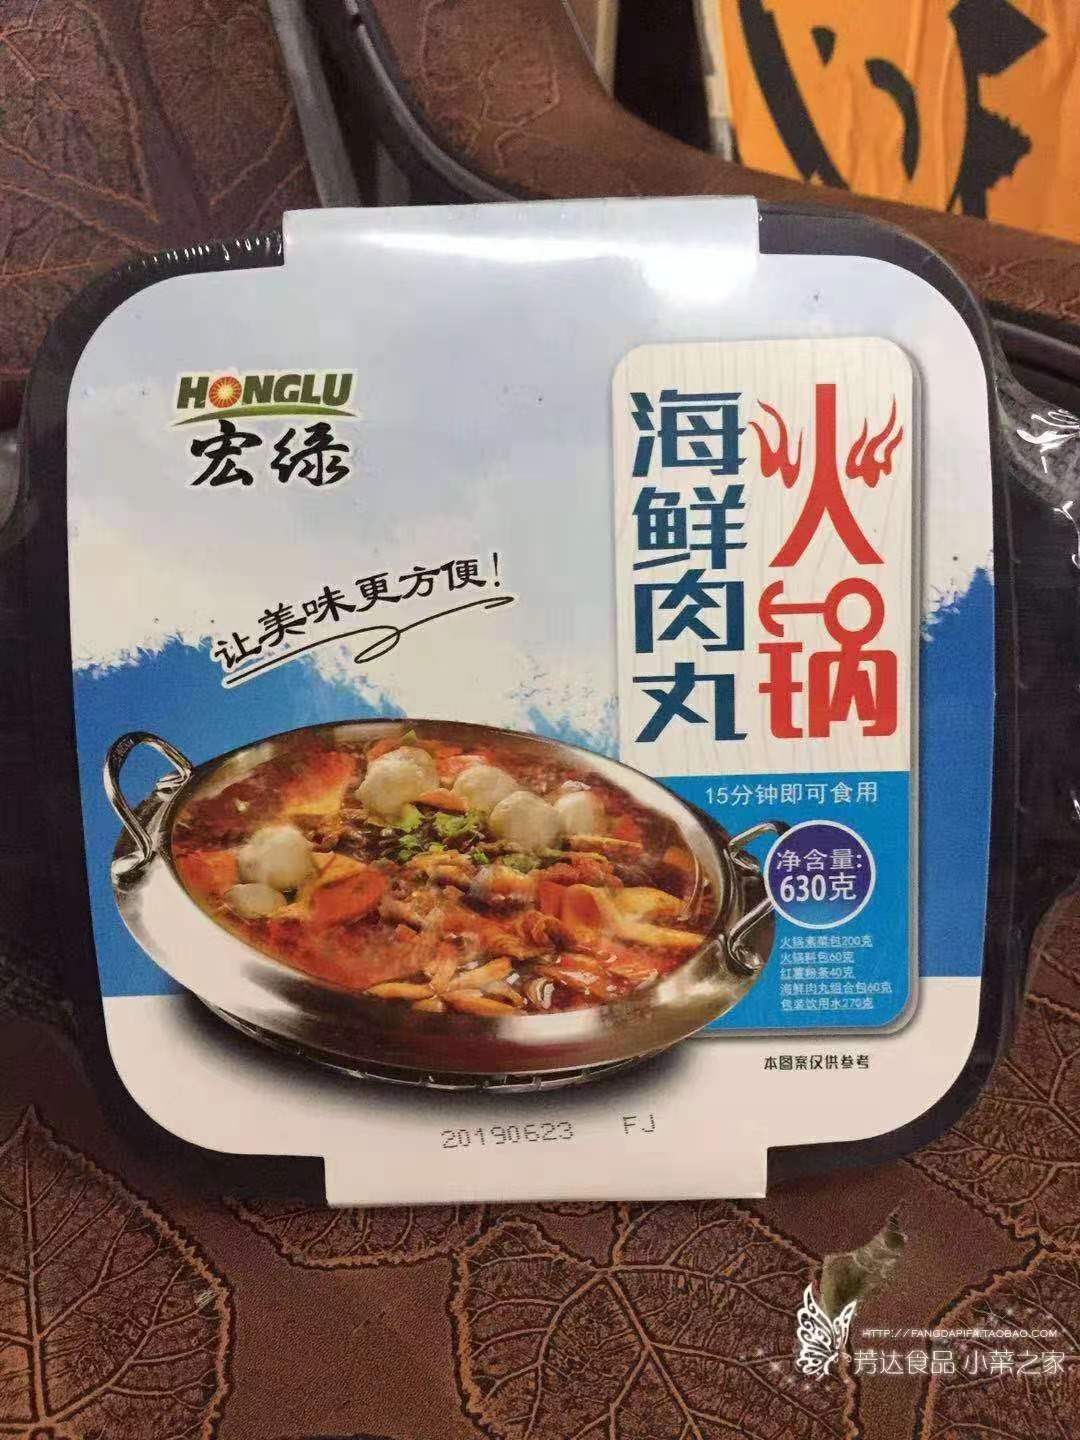 HONGLU
宏绿
让美味更方便!
火锅
海鲜肉丸
15分钟即可食用
净含量:
630克
火锅素菜包200克
火锅料包60克
红薯粉条40克
海鲜肉丸组合包60克
包装饮用水270克
本图案仅供参考
20190623 FJ
HTTP://FANGDAPIFA.TAOBAO.COM
芳达食品 小菜之家